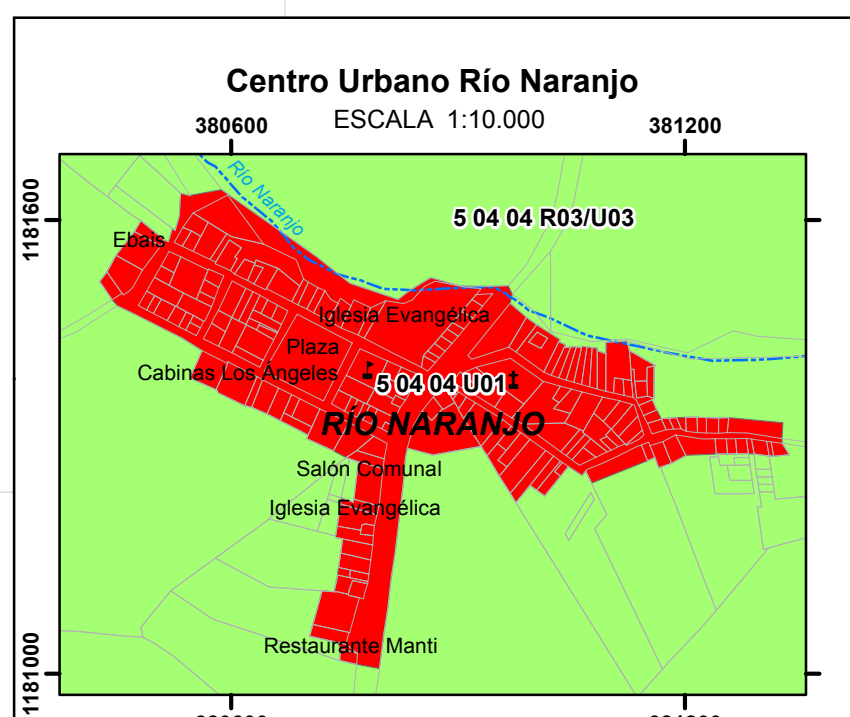 Centro Urbano Río Naranjo
ESCALA 1:10.000
380600
381200
1181600
Río Naranjo
5 04 04 R03/U03
Ebais
Iglesia Evangélica
Plaza
Cabinas Los Ángeles
5 04 04 U01
RÍO NARANJO
Salón Comunal
Iglesia Evangélica
Restaurante Manti
1181000